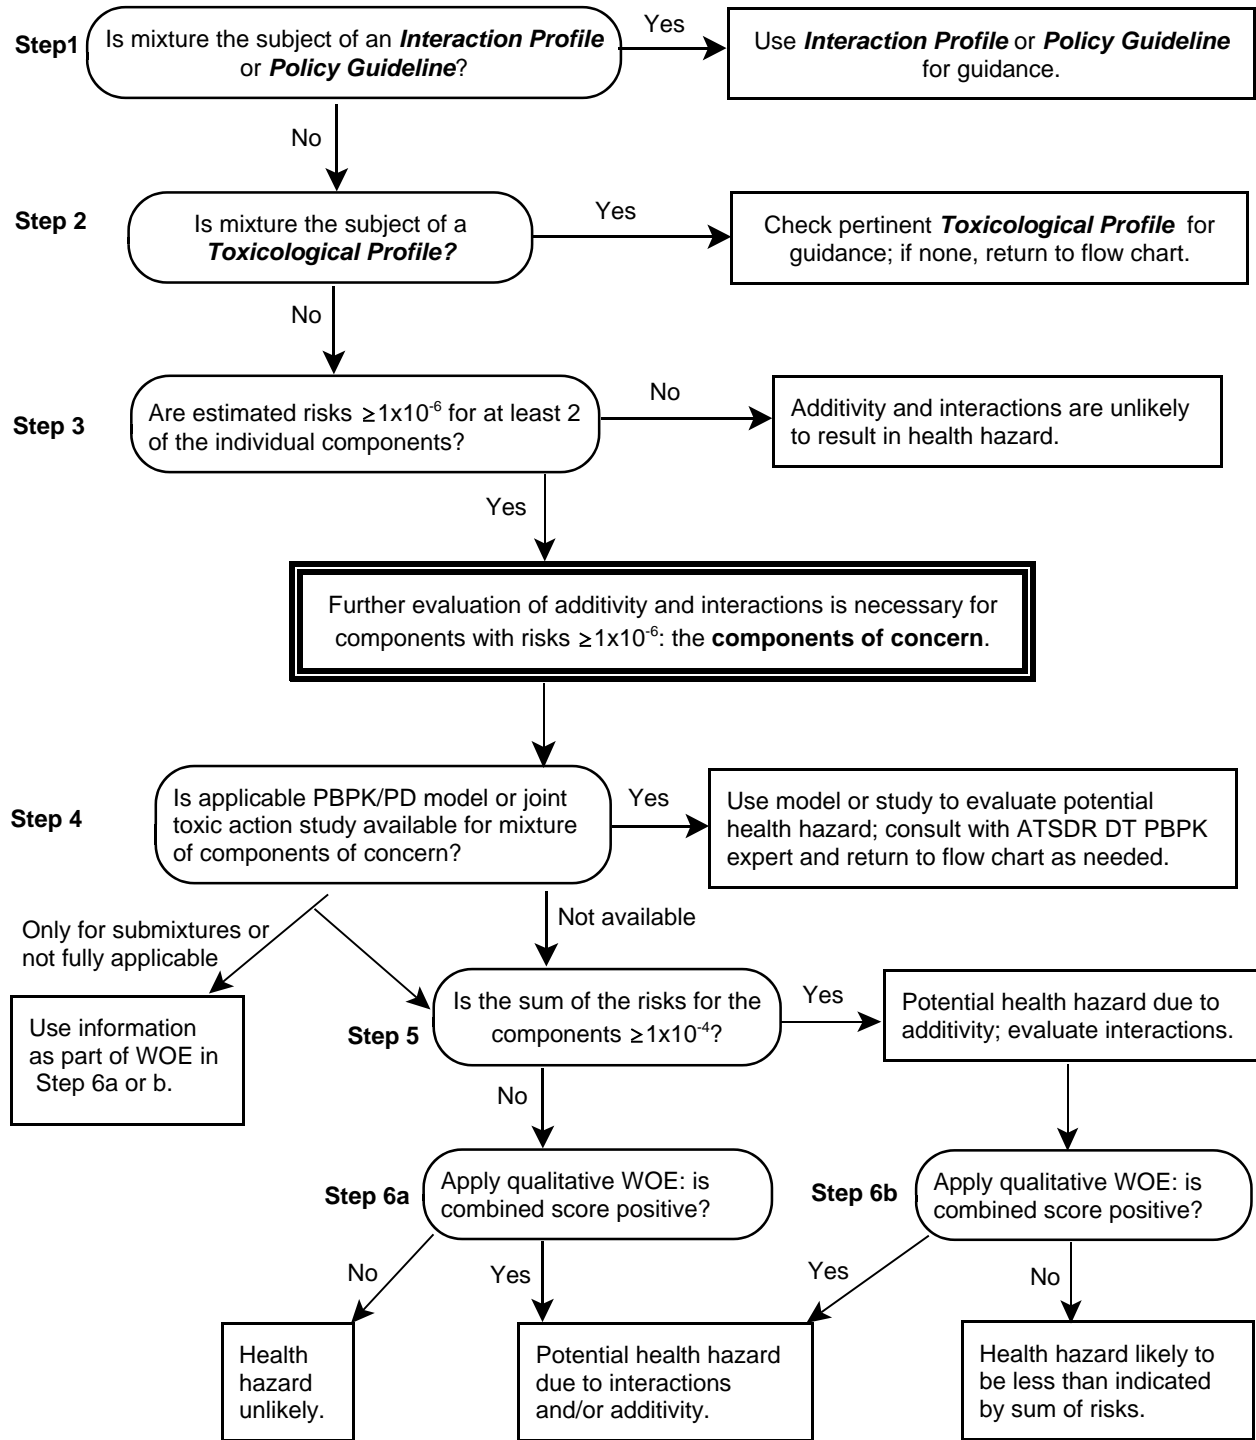 Step1
Is mixture the subject of an Interaction Profile
or Policy Guideline?
Yes
Use Interaction Profile or Policy Guideline
for guidance.
No
Step 2
Is mixture the subject of a
Toxicological Profile?
Yes
Check pertinent Toxicological Profile for
guidance; if none, return to flow chart.
No
Step 3
Are estimated risks ≥1x10⁻⁶ for at least 2
of the individual components?
No
Additivity and interactions are unlikely
to result in health hazard.
Yes
Further evaluation of additivity and interactions is necessary for
components with risks ≥1x10⁻⁶: the components of concern.
Step 4
Is applicable PBPK/PD model or joint
toxic action study available for mixture
of components of concern?
Yes
Use model or study to evaluate potential
health hazard; consult with ATSDR DT PBPK
expert and return to flow chart as needed.
Only for submixtures or
not fully applicable
Not available
Use information
as part of WOE in
Step 6a or b.
Step 5
Is the sum of the risks for the
components ≥1x10⁻⁴?
Yes
Potential health hazard due to
additivity; evaluate interactions.
No
Step 6a
Apply qualitative WOE: is
combined score positive?
Step 6b
Apply qualitative WOE: is
combined score positive?
No
Yes
Yes
No
Health
hazard
unlikely.
Potential health hazard
due to interactions
and/or additivity.
Health hazard likely to
be less than indicated
by sum of risks.